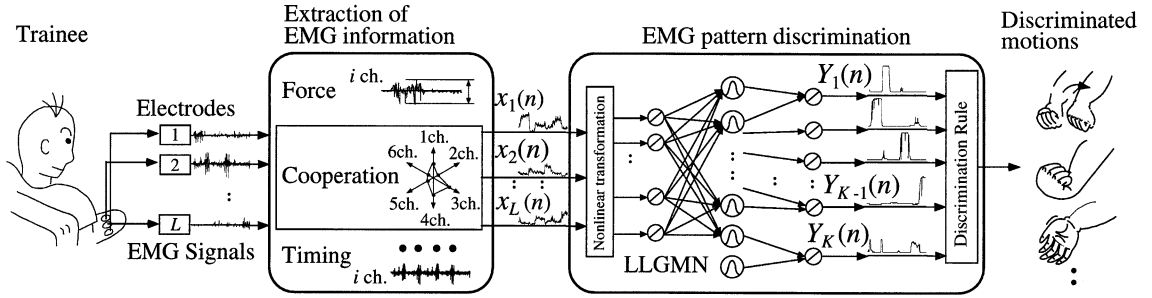 Trainee
Electrodes
1
2
L
EMG Signals
Extraction of
EMG information
Force
i ch.
Cooperation
1ch.
2ch.
3ch.
4ch.
5ch.
6ch.
Timing
i ch.
x1(n)
x2(n)
xL(n)
EMG pattern discrimination
Nonlinear transformation
LLGMN
Y1(n)
YK-1(n)
YK(n)
Discrimination Rule
Discriminated
motions